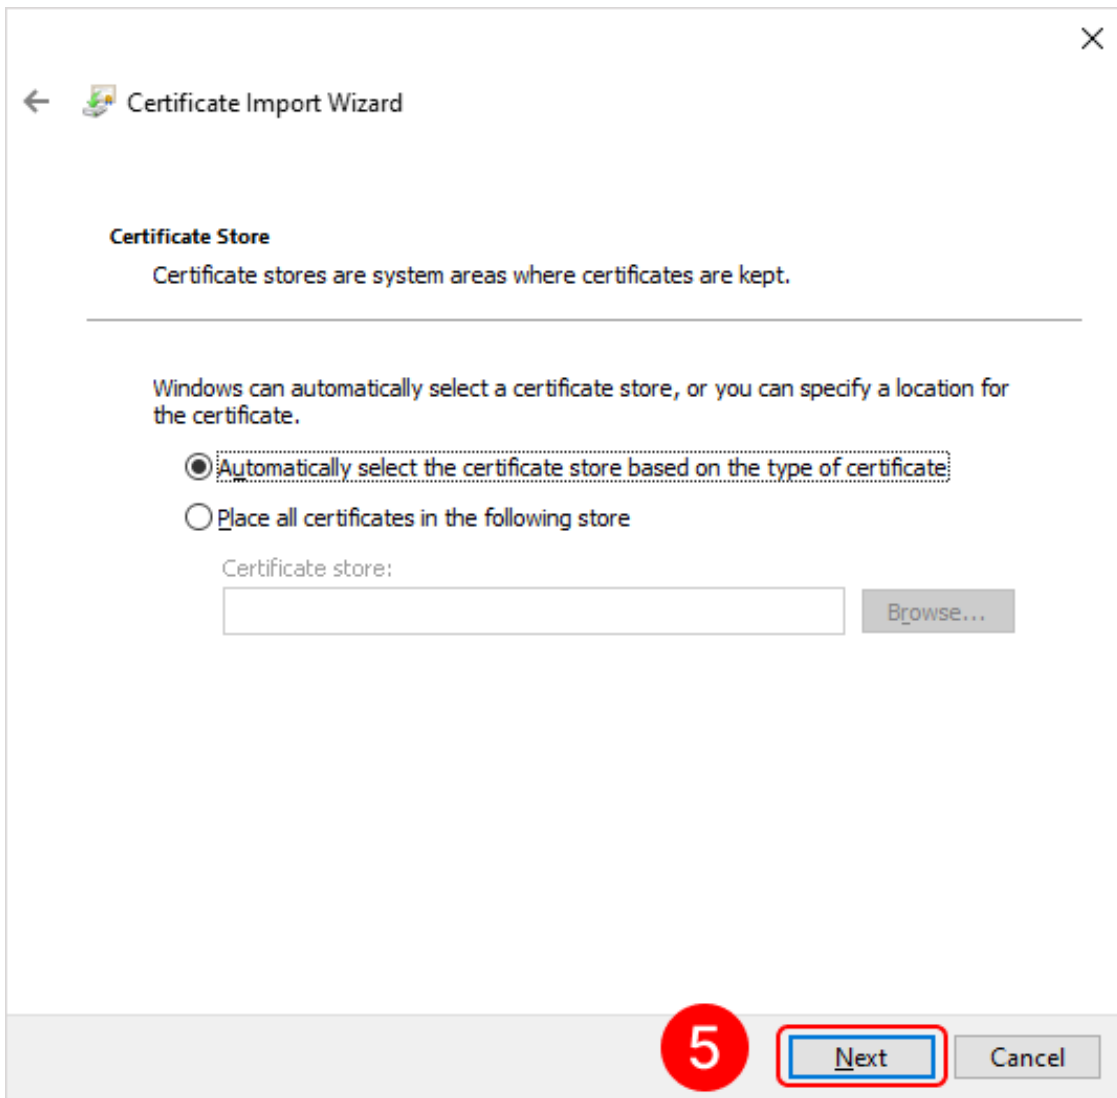 Certificate Import Wizard
Certificate Store
Certificate stores are system areas where certificates are kept.
Windows can automatically select a certificate store, or you can specify a location for
the certificate.
Automatically select the certificate store based on the type of certificate
Place all certificates in the following store
Certificate store:
Browse...
5
Next
Cancel